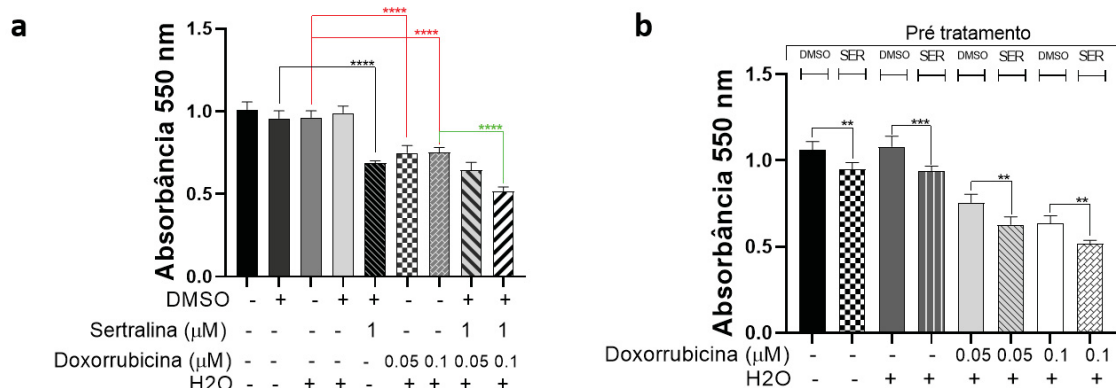 a
Absorbância 550 nm
1.5
1.0
0.5
0.0
****
****
****
****
DMSO - + - + + - - + +
Sertralina (µM) - - - - 1 - - 1 1
Doxorrubicina (µM) - - - - - 0.05 0.1 0.05 0.1
H2O - - + + - + + + +
b
Pré tratamento
DMSO SER DMSO SER DMSO SER DMSO SER
Absorbância 550 nm
1.5
1.0
0.5
0.0
**
***
**
**
Doxorrubicina (µM) - - - - 0.05 0.05 0.1 0.1
H2O - - + + + + + +